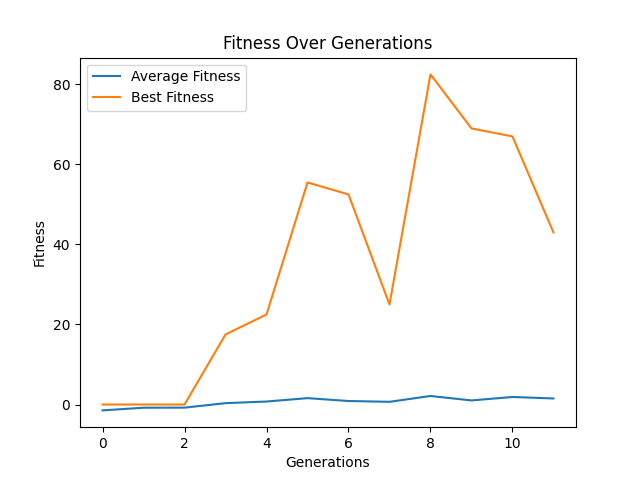 Fitness Over Generations
Average Fitness
Best Fitness
80
60
40
20
0
Fitness
0 2 4 6 8 10
Generations